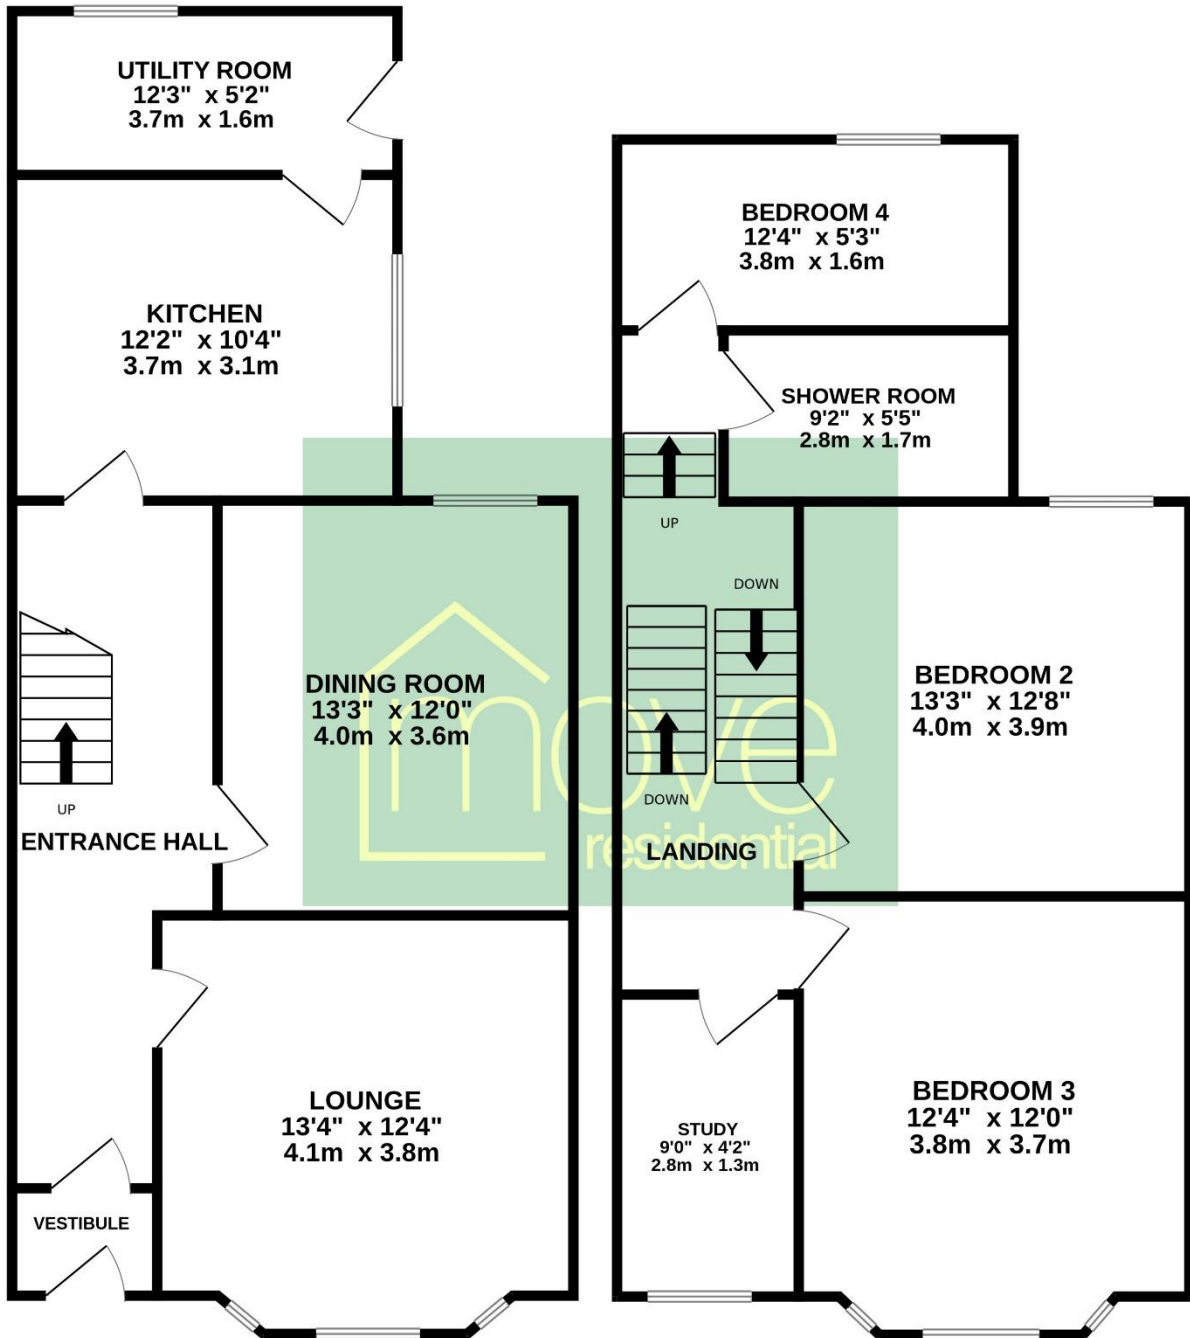 UTILITY ROOM
12'3" x 5'2"
3.7m x 1.6m
KITCHEN
12'2" x 10'4"
3.7m x 3.1m
DINING ROOM
13'3" x 12'0"
4.0m x 3.6m
UP
ENTRANCE HALL
LOUNGE
13'4" x 12'4"
4.1m x 3.8m
VESTIBULE
BEDROOM 4
12'4" x 5'3"
3.8m x 1.6m
SHOWER ROOM
9'2" x 5'5"
2.8m x 1.7m
UP
DOWN
BEDROOM 2
13'3" x 12'8"
4.0m x 3.9m
DOWN
LANDING
BEDROOM 3
12'4" x 12'0"
3.8m x 3.7m
STUDY
9'0" x 4'2"
2.8m x 1.3m
move
residential